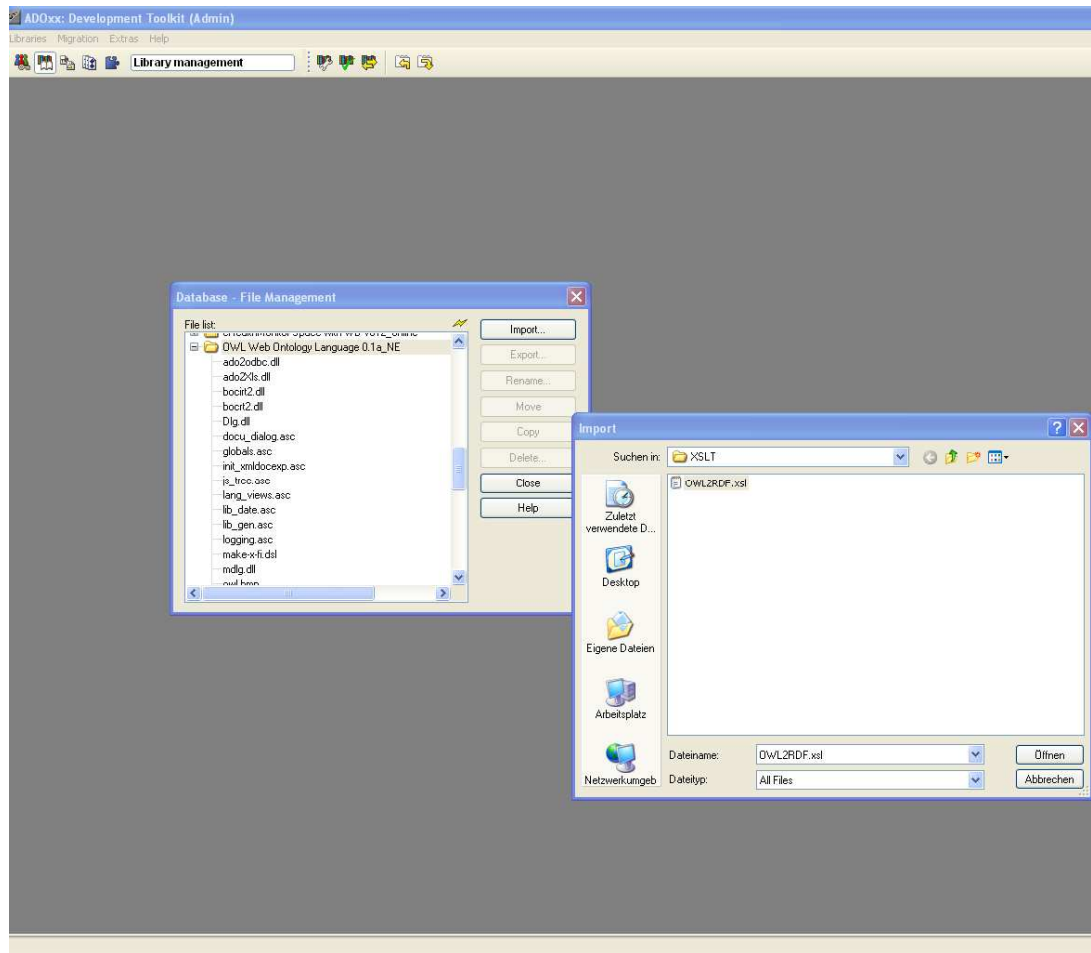 ADOxx: Development Toolkit (Admin)
Libraries Migration Extras Help
Library management
Database - File Management
File list:
OWL Web Ontology Language 0.1a_NE
ado2odbc.dll
ado2Xls.dll
bocirt2.dll
bocrt2.dll
Dlg.dll
docu_dialog.asc
globals.asc
init_xmldocexp.asc
js_tree.asc
lang_views.asc
lib_date.asc
lib_gen.asc
logging.asc
make-x-fi.dsl
mdlg.dll
owl.bmp
Import...
Export...
Rename...
Move
Copy
Delete...
Close
Help
Import
Suchen in: XSLT
OWL2RDF.xsl
Zuletzt
verwendete D...
Desktop
Eigene Dateien
Arbeitsplatz
Netzwerkumgeb
Dateiname: OWL2RDF.xsl Öffnen
Dateityp: All Files Abbrechen